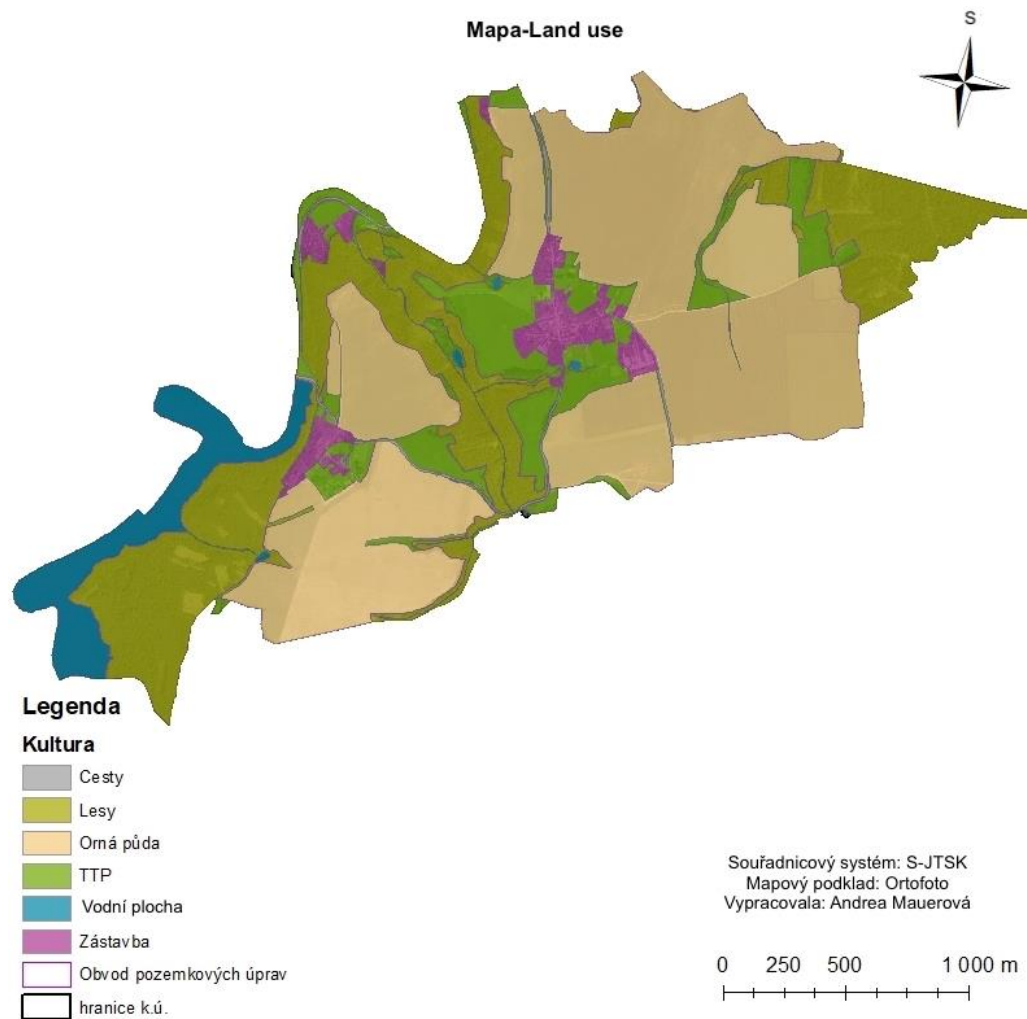 Mapa-Land use
S
Legenda
Kultura
Cesty
Lesy
Orná půda
TTP
Vodní plocha
Zástavba
Obvod pozemkových úprav
hranice k.ú.
Souřadnicový systém: S-JTSK
Mapový podklad: Ortofoto
Vypracovala: Andrea Mauerová
0 250 500 1 000 m